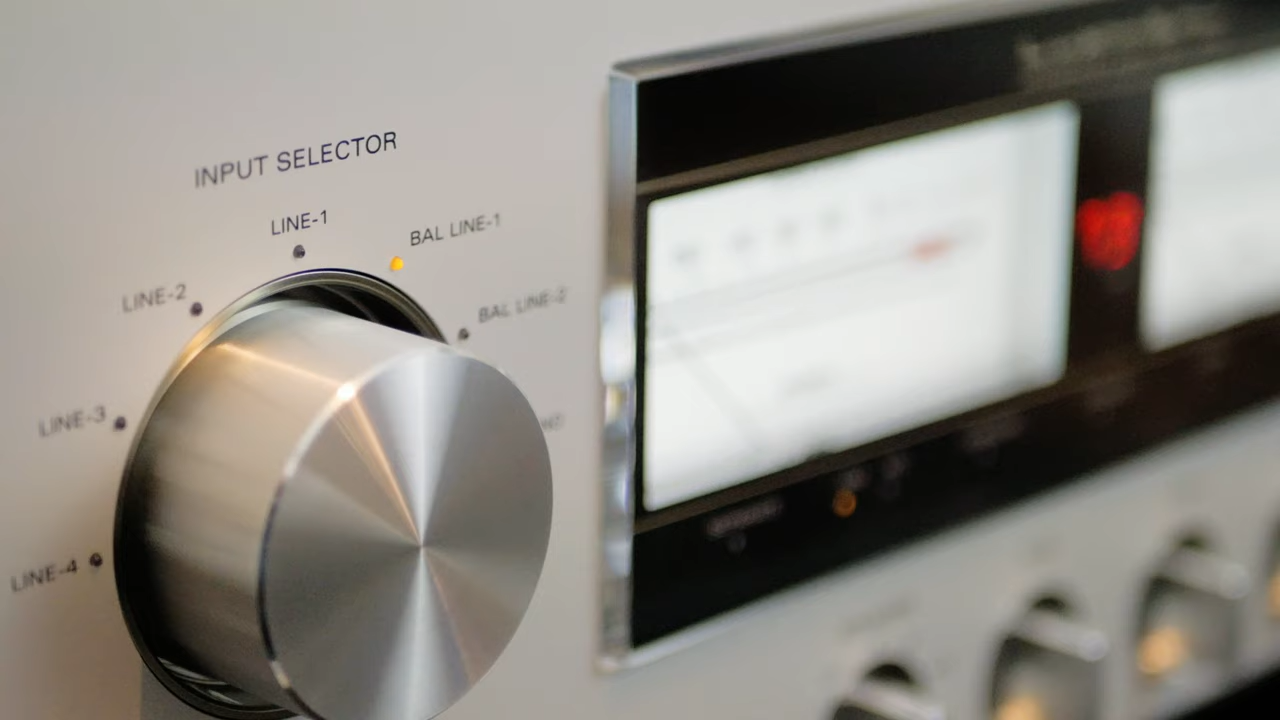 INPUT SELECTOR
LINE-1
BAL LINE-1
LINE-2
BAL LINE-2
LINE-3
LINE-4